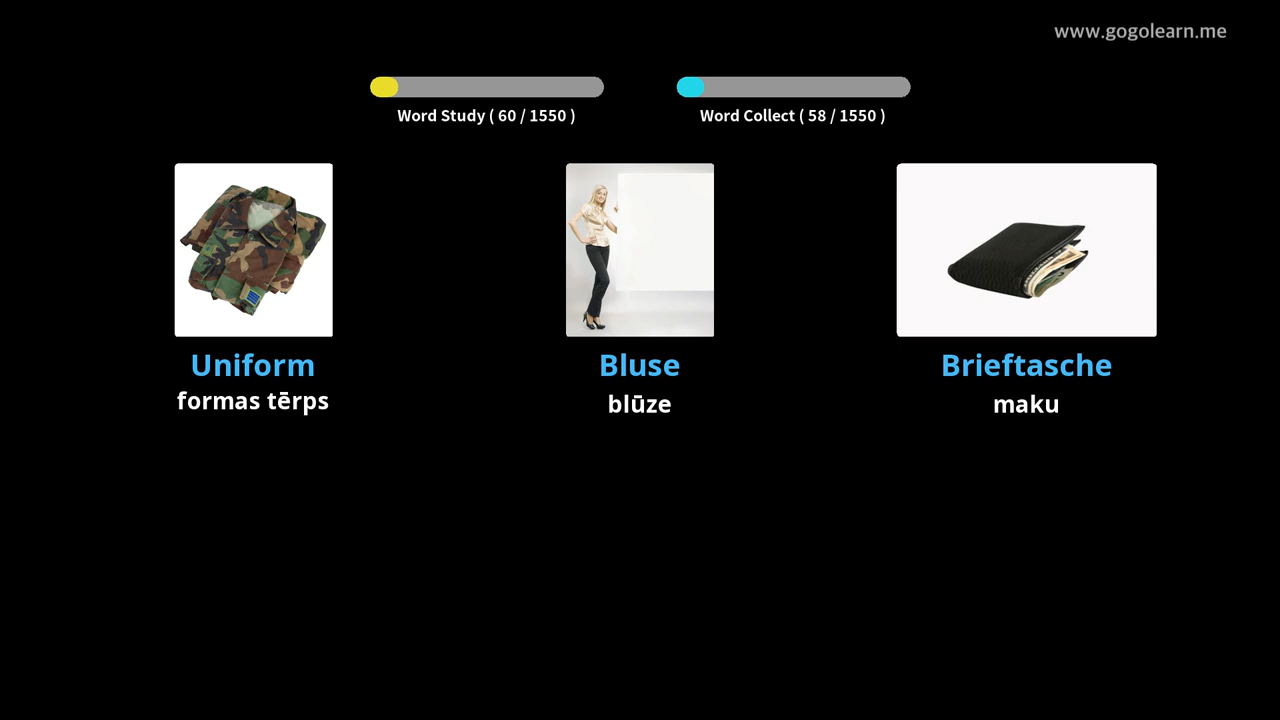 www.gogolearn.me
Word Study ( 60 / 1550 )
Word Collect ( 58 / 1550 )
Uniform
formas tērps
Bluse
blūze
Brieftasche
maku